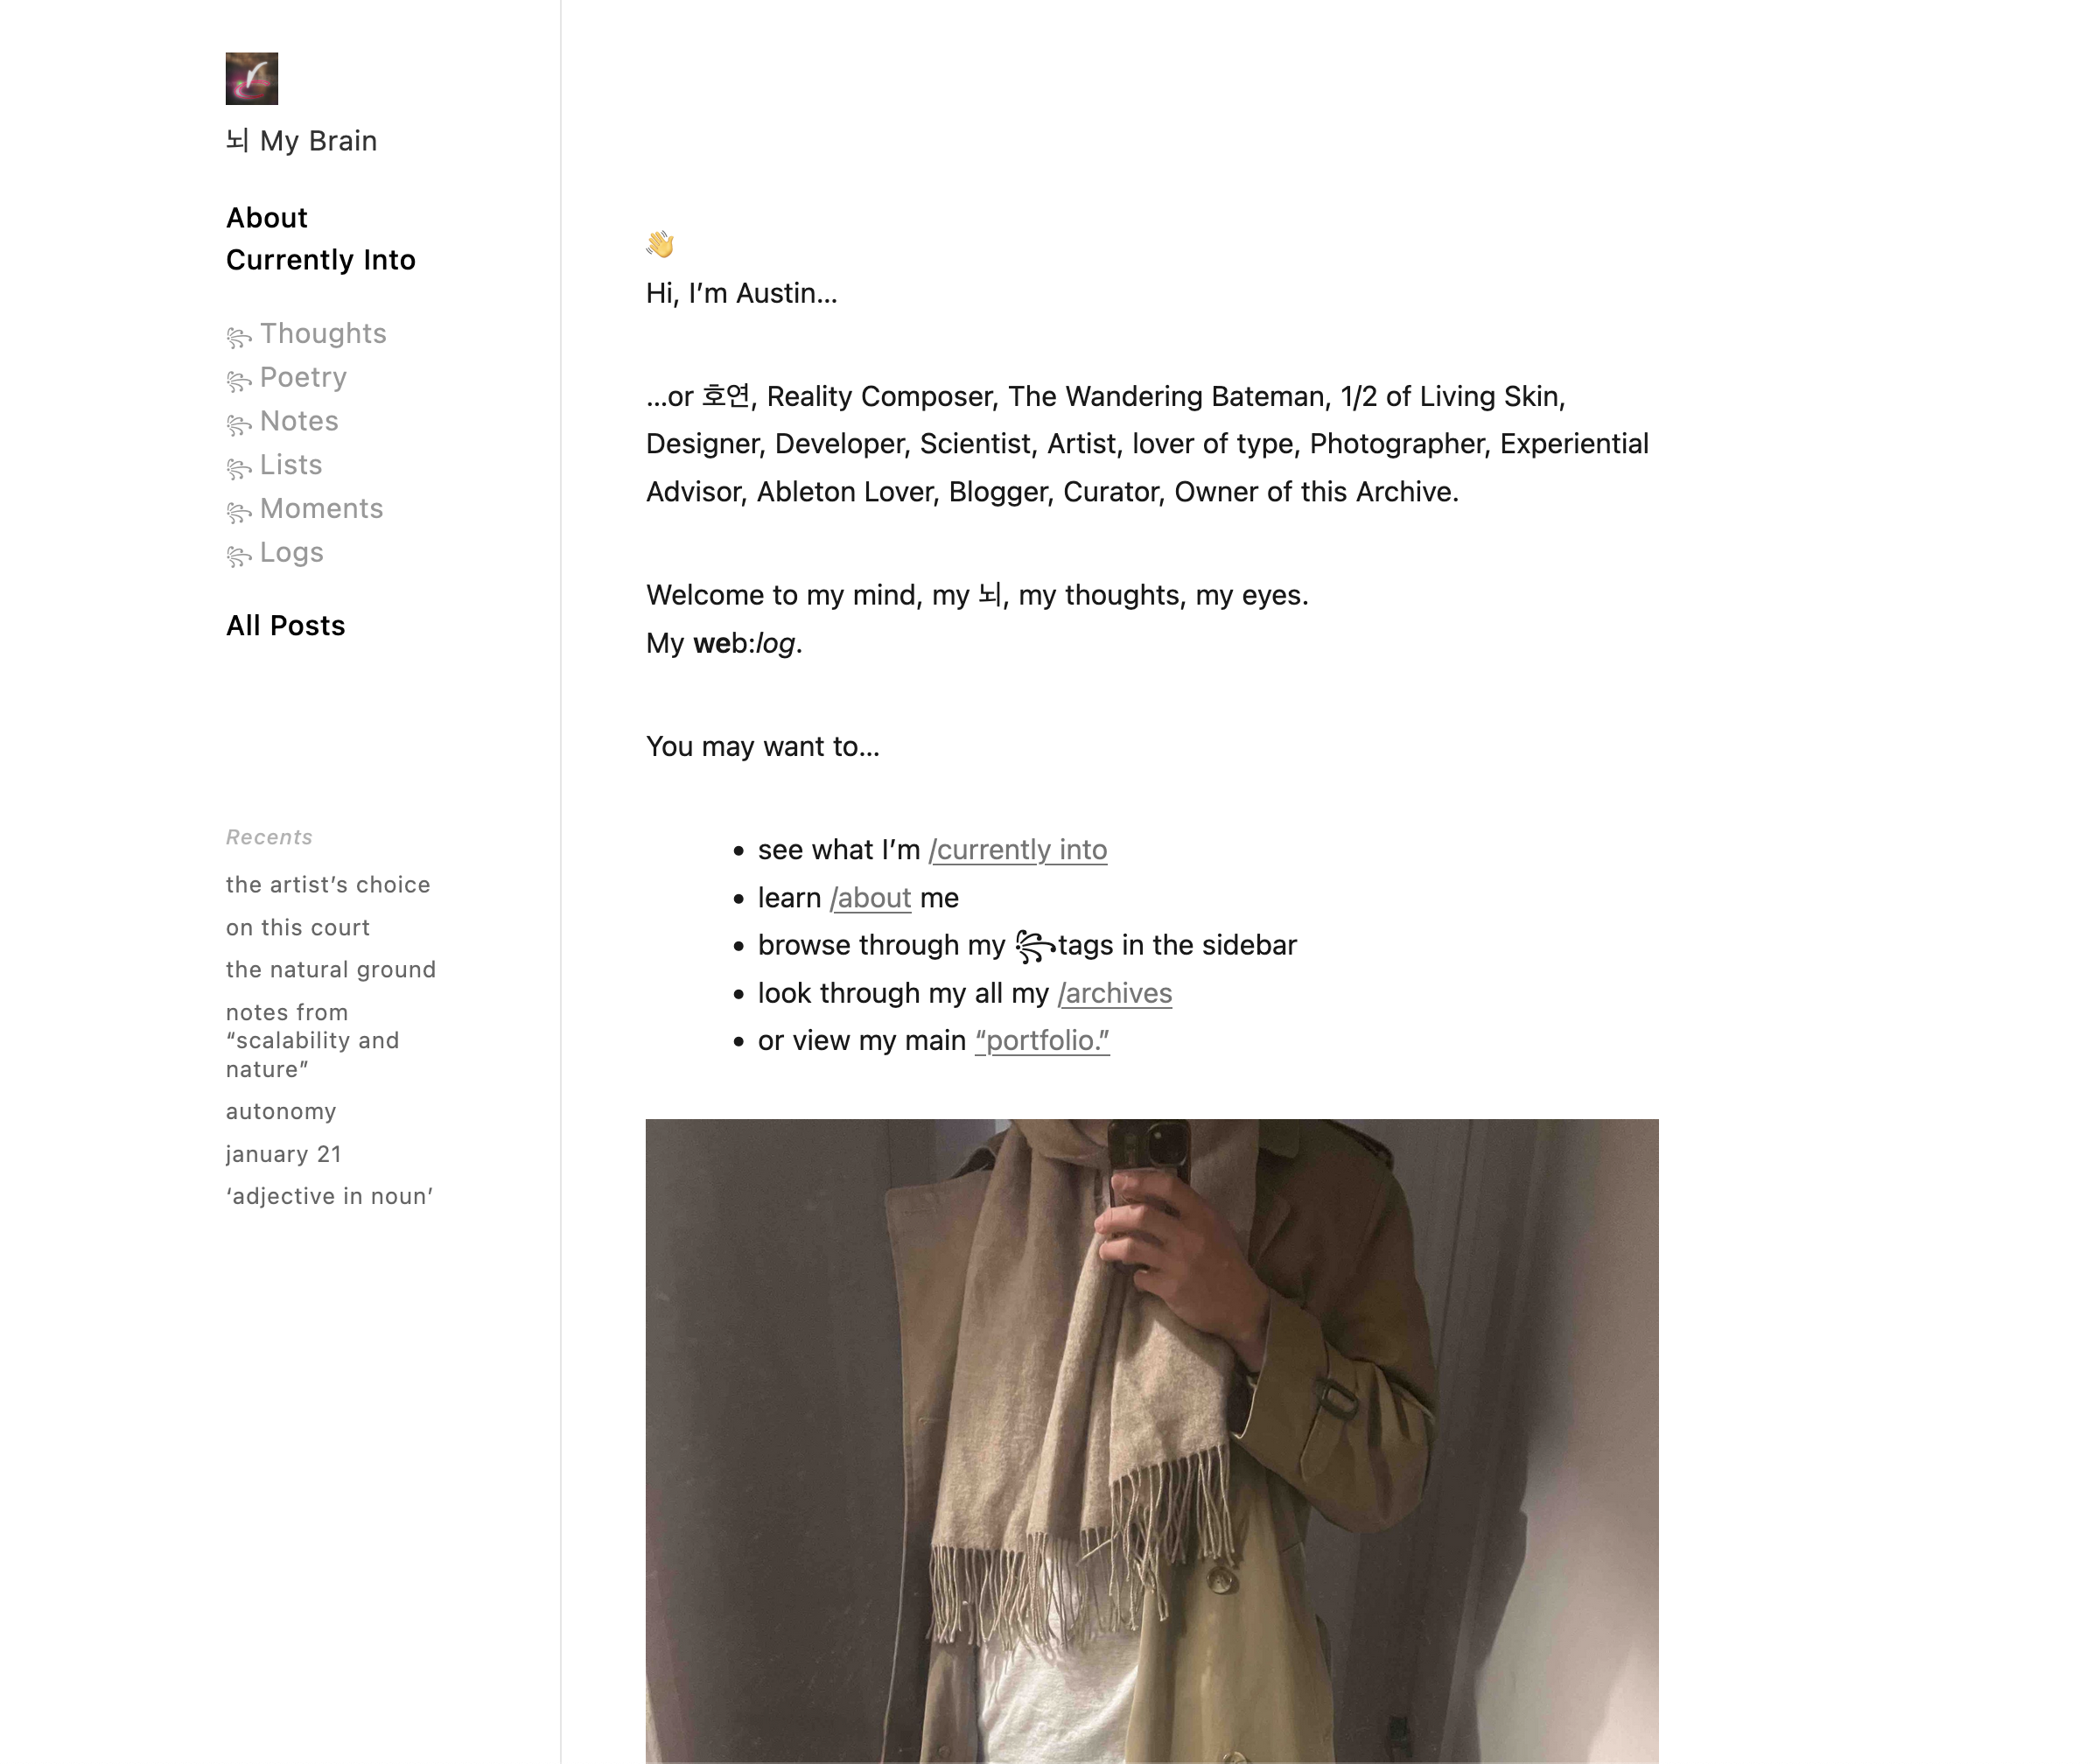 뇌 My Brain
About
Currently Into
꩜ Thoughts
꩜ Poetry
꩜ Notes
꩜ Lists
꩜ Moments
꩜ Logs
All Posts
Recents
the artist’s choice
on this court
the natural ground
notes from
“scalability and
nature”
autonomy
january 21
‘adjective in noun’
👋
Hi, I’m Austin...
...or 호연, Reality Composer, The Wandering Bateman, 1/2 of Living Skin,
Designer, Developer, Scientist, Artist, lover of type, Photographer, Experiential
Advisor, Ableton Lover, Blogger, Curator, Owner of this Archive.
Welcome to my mind, my 뇌, my thoughts, my eyes.
My web:log.
You may want to...
• see what I’m /currently into
• learn /about me
• browse through my ꧂tags in the sidebar
• look through my all my /archives
• or view my main “portfolio.”